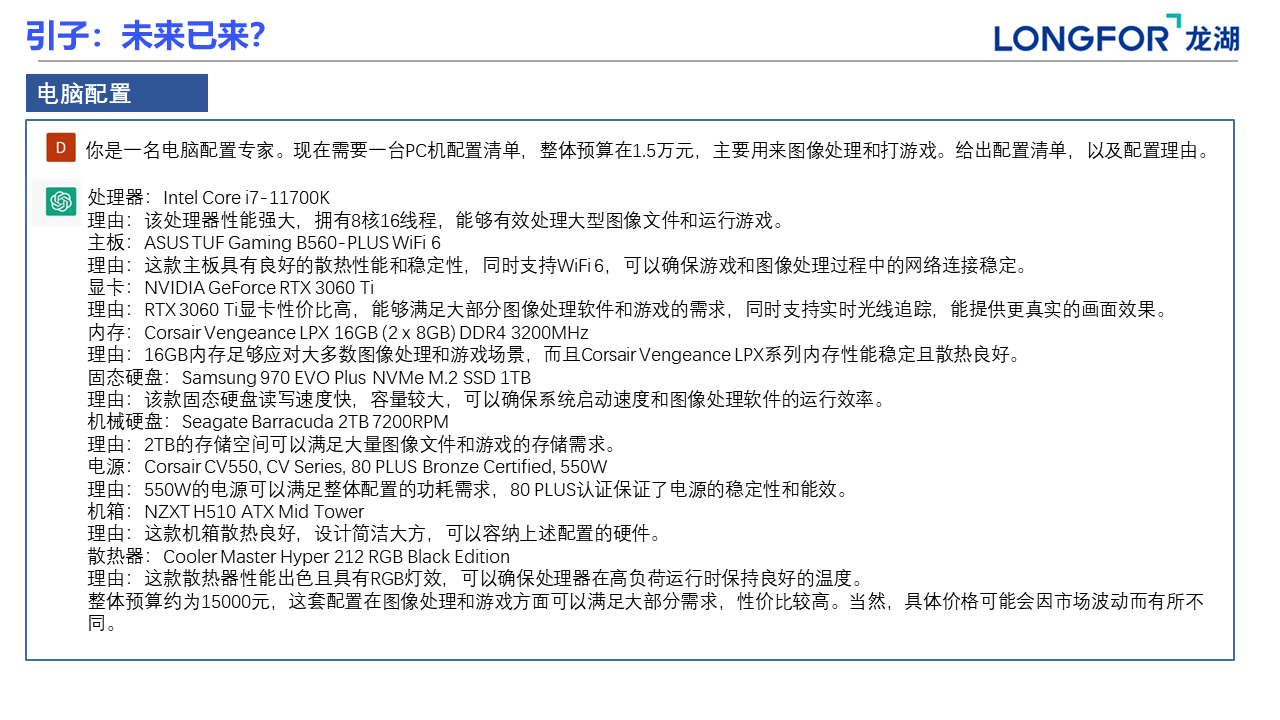 引子：未来已来？
LONGFOR 龙湖
电脑配置
D 你是一名电脑配置专家。现在需要一台PC机配置清单，整体预算在1.5万元，主要用来图像处理和打游戏。给出配置清单，以及配置理由。
处理器：Intel Core i7-11700K
理由：该处理器性能强大，拥有8核16线程，能够有效处理大型图像文件和运行游戏。
主板：ASUS TUF Gaming B560-PLUS WiFi 6
理由：这款主板具有良好的散热性能和稳定性，同时支持WiFi 6，可以确保游戏和图像处理过程中的网络连接稳定。
显卡：NVIDIA GeForce RTX 3060 Ti
理由：RTX 3060 Ti显卡性价比高，能够满足大部分图像处理软件和游戏的需求，同时支持实时光线追踪，能提供更真实的画面效果。
内存：Corsair Vengeance LPX 16GB (2 x 8GB) DDR4 3200MHz
理由：16GB内存足够应对大多数图像处理和游戏场景，而且Corsair Vengeance LPX系列内存性能稳定且散热良好。
固态硬盘：Samsung 970 EVO Plus NVMe M.2 SSD 1TB
理由：该款固态硬盘读写速度快，容量较大，可以确保系统启动速度和图像处理软件的运行效率。
机械硬盘：Seagate Barracuda 2TB 7200RPM
理由：2TB的存储空间可以满足大量图像文件和游戏的存储需求。
电源：Corsair CV550, CV Series, 80 PLUS Bronze Certified, 550W
理由：550W的电源可以满足整体配置的功耗需求，80 PLUS认证保证了电源的稳定性和能效。
机箱：NZXT H510 ATX Mid Tower
理由：这款机箱散热良好，设计简洁大方，可以容纳上述配置的硬件。
散热器：Cooler Master Hyper 212 RGB Black Edition
理由：这款散热器性能出色且具有RGB灯效，可以确保处理器在高负荷运行时保持良好的温度。
整体预算约为15000元，这套配置在图像处理和游戏方面可以满足大部分需求，性价比较高。当然，具体价格可能会因市场波动而有所不
同。